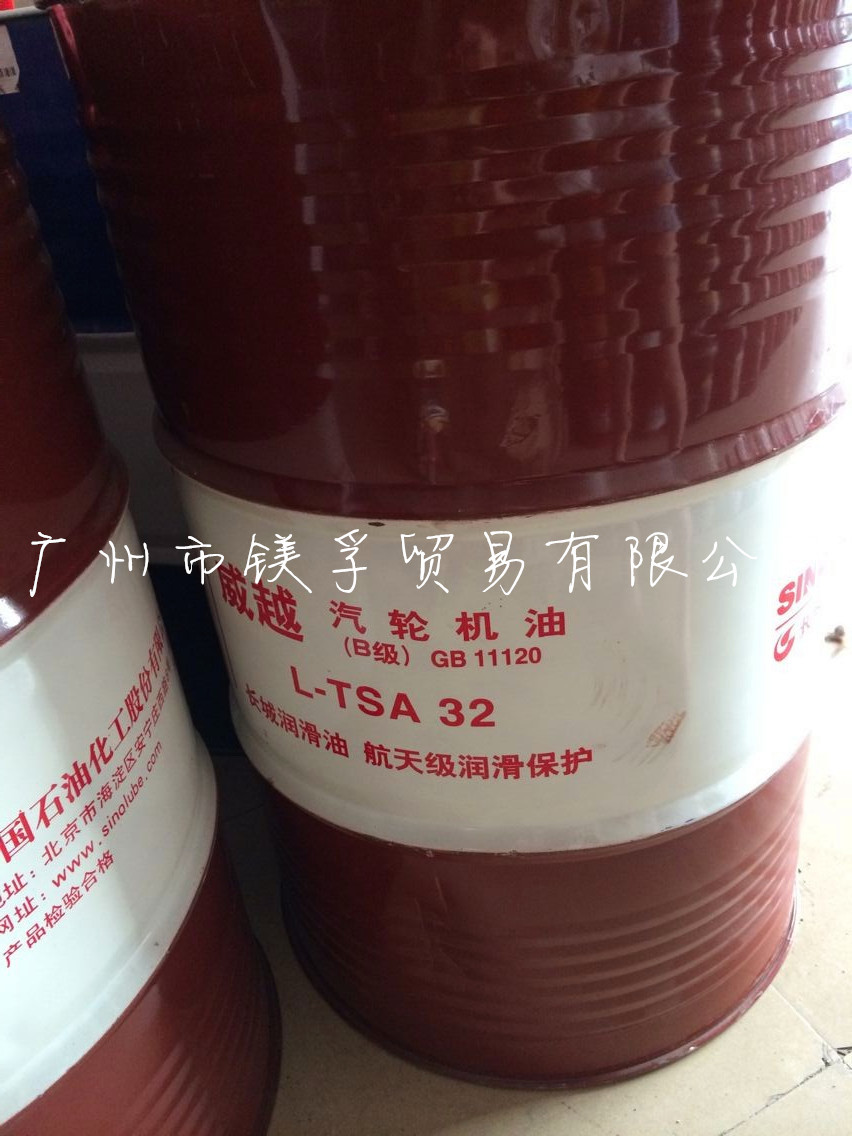 广州市镁孚贸易有限公
威越 汽轮机油
(B级) GB 11120
L-TSA 32
长城润滑油 航天级润滑保护
SIN
国石油化工股份有限
地址：北京市海淀区安宁庄西路
网址：www.sinolube.com
产品检验合格